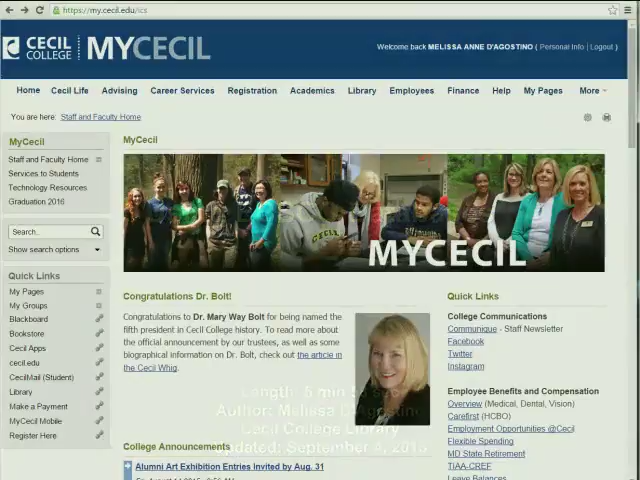 https://my.cecil.edu/ics
CECIL COLLEGE MYCECIL
Welcome back MELISSA ANNE D'AGOSTINO ( Personal Info | Logout )
Home Cecil Life Advising Career Services Registration Academics Library Employees Finance Help My Pages More
You are here: Staff and Faculty Home
MyCecil
Staff and Faculty Home
Services to Students
Technology Resources
Graduation 2016
Search..
Show search options
Quick Links
My Pages
My Groups
Blackboard
Bookstore
Cecil Apps
cecil.edu
CecilMail (Student)
Library
Make a Payment
MyCecil Mobile
Register Here
MyCecil
MYCECIL
Congratulations Dr. Bolt!
Congratulations to Dr. Mary Way Bolt for being named the
fifth president in Cecil College history. To read more about
the official announcement by our trustees, as well as some
biographical information on Dr. Bolt, check out the article in
the Cecil Whig.
Length: 5 min
Author: Melissa D'Agostino
Cecil College Library
Updated: September 4, 2015
College Announcements
Alumni Art Exhibition Entries Invited by Aug. 31
Quick Links
College Communications
Communique - Staff Newsletter
Facebook
Twitter
Instagram
Employee Benefits and Compensation
Overview (Medical, Dental, Vision)
Carefirst (HCBO)
Employment Opportunities @Cecil
Flexible Spending
MD State Retirement
TIAA-CREF
Leave Balances